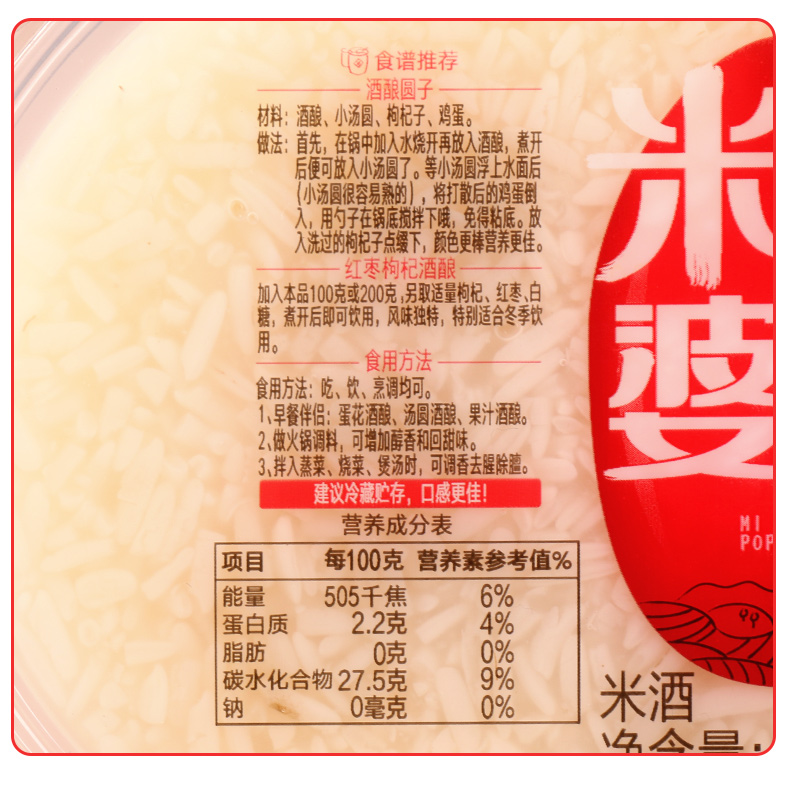 食谱推荐
酒酿圆子
材料：酒酿、小汤圆、枸杞子、鸡蛋。
做法：首先，在锅中加入水烧开再放入酒酿，煮开
后便可放入小汤圆了。等小汤圆浮上水面后
(小汤圆很容易熟的)，将打散后的鸡蛋倒
入，用勺子在锅底搅拌下哦，免得粘底。放
入洗过的枸杞子点缀下，颜色更棒营养更佳。
红枣枸杞酒酿
加入本品100克或200克,另取适量枸杞、红枣、白
糖，煮开后即可饮用，风味独特，特别适合冬季饮
用。
食用方法
食用方法：吃、饮、烹调均可。
1、早餐伴侣：蛋花酒酿、汤圆酒酿、果汁酒酿。
2、做火锅调料，可增加醇香和回甜味。
3、拌入蒸菜、烧菜、煲汤时，可调香去腥除膻。
建议冷藏贮存，口感更佳!
营养成分表
项目 每100克 营养素参考值%
能量 505千焦 6%
蛋白质 2.2克 4%
脂肪 0克 0%
碳水化合物 27.5克 9%
钠 0毫克 0%
米
婆
MI
POP
米酒
净含量: